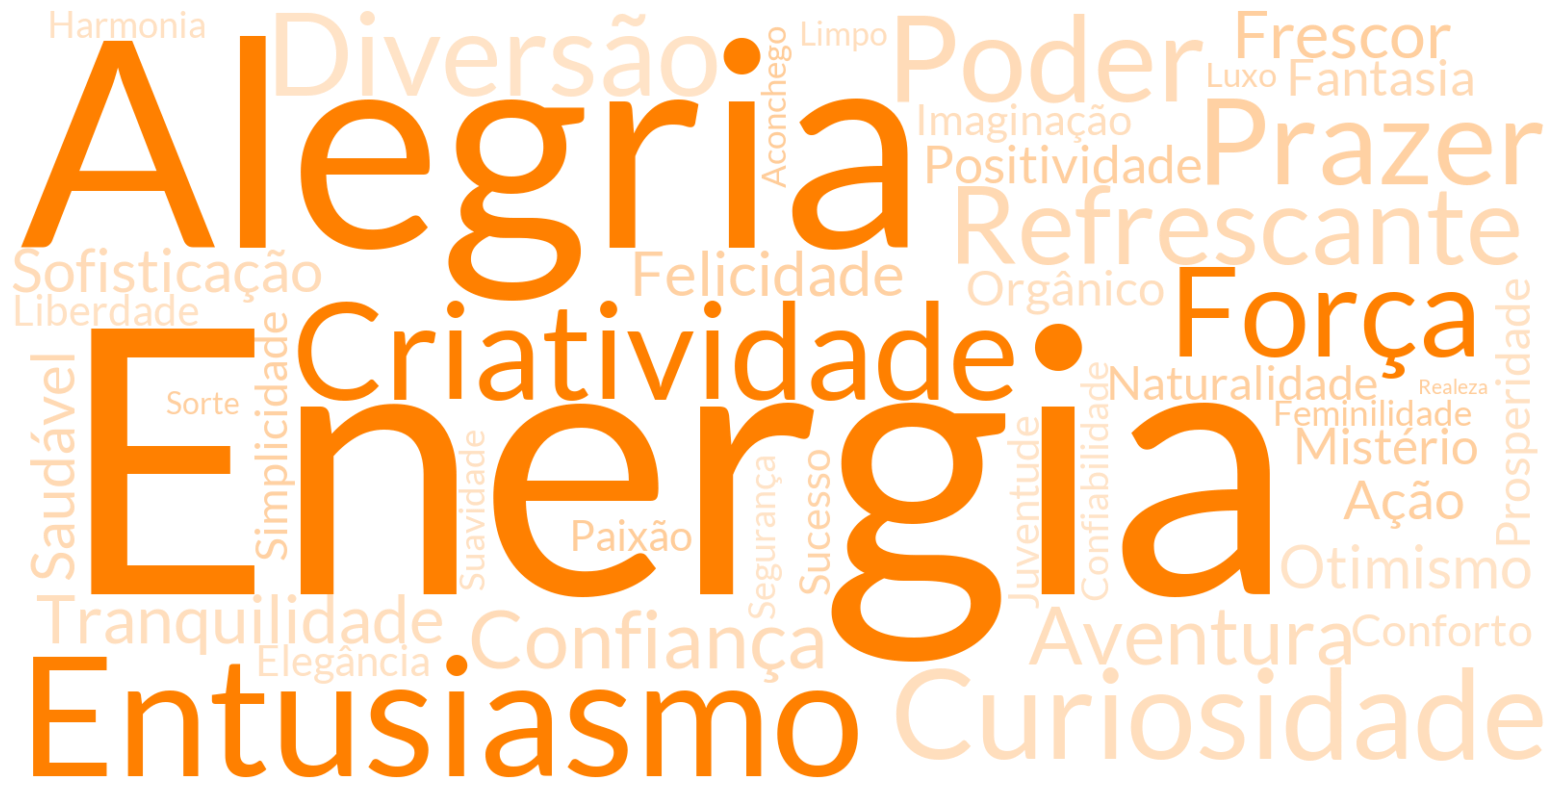 Harmonia
Diversão
Limpo
Poder
Frescor
Luxo
Fantasia
Alegria
Aconchego
Imaginação
Positividade
Prazer
Refrescante
Sofisticação
Felicidade
Orgânico
Força
Liberdade
Criatividade
Prosperidade
Saudável
Simplicidade
Sorte
Energia
Naturalidade
Realeza
Feminilidade
Mistério
Suavidade
Paixão
Segurança
Sucesso
Juventude
Confiabilidade
Ação
Otimismo
Tranquilidade
Confiança
Aventura
Conforto
Elegância
Entusiasmo
Curiosidade